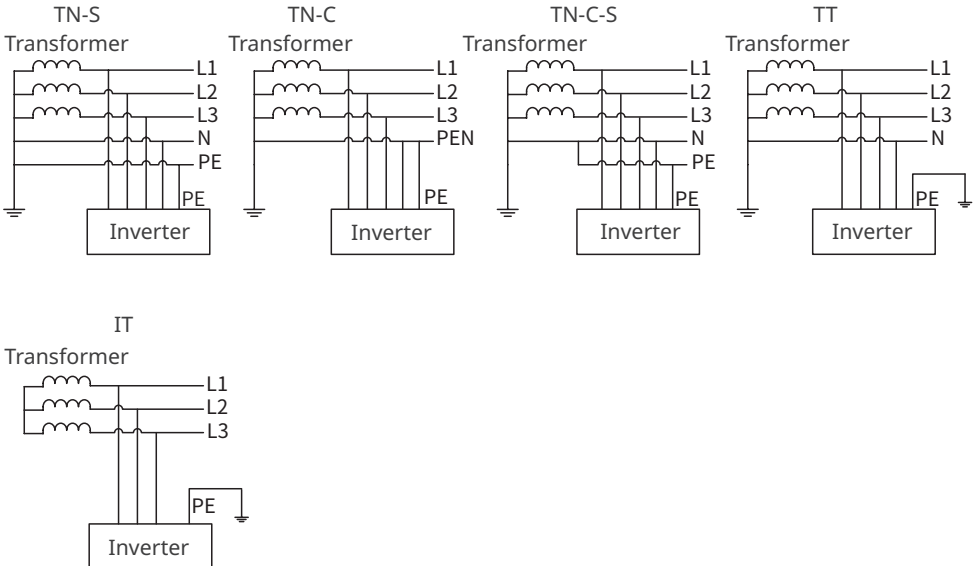 TN-S
Transformer
L1
L2
L3
N
PE
PE
Inverter
TN-C
Transformer
L1
L2
L3
PEN
PE
Inverter
TN-C-S
Transformer
L1
L2
L3
N
PE
PE
Inverter
TT
Transformer
L1
L2
L3
N
PE
Inverter
IT
Transformer
L1
L2
L3
PE
Inverter